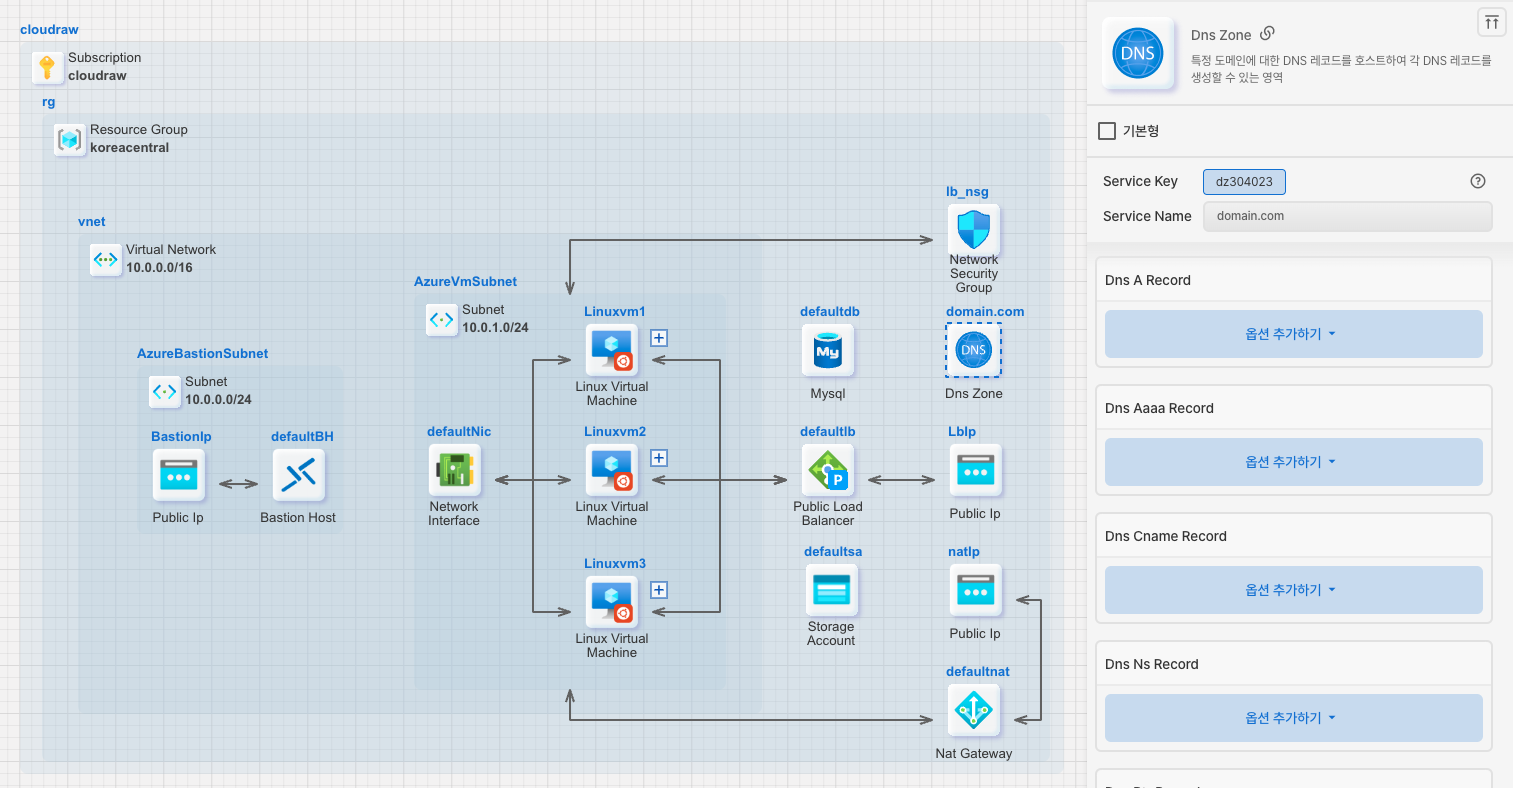 cloudraw
Subscription
cloudraw
rg
Resource Group
koreacentral
vnet
Virtual Network
10.0.0.0/16
AzureBastionSubnet
Subnet
10.0.0.0/24
BastionIp
Public Ip
defaultBH
Bastion Host
AzureVmSubnet
Subnet
10.0.1.0/24
defaultNic
Network
Interface
Linuxvm1
Linux Virtual
Machine
Linuxvm2
Linux Virtual
Machine
Linuxvm3
Linux Virtual
Machine
lb_nsg
Network
Security
Group
defaultdb
My
Mysql
domain.com
DNS
Dns Zone
defaultlb
P
Public Load
Balancer
LbIp
Public Ip
defaultsa
Storage
Account
natIp
Public Ip
defaultnat
Nat Gateway
DNS
Dns Zone
특정 도메인에 대한 DNS 레코드를 호스트하여 각 DNS 레코드를
생성할 수 있는 영역
기본형
Service Key
dz304023
Service Name
domain.com
Dns A Record
옵션 추가하기
Dns Aaaa Record
옵션 추가하기
Dns Cname Record
옵션 추가하기
Dns Ns Record
옵션 추가하기